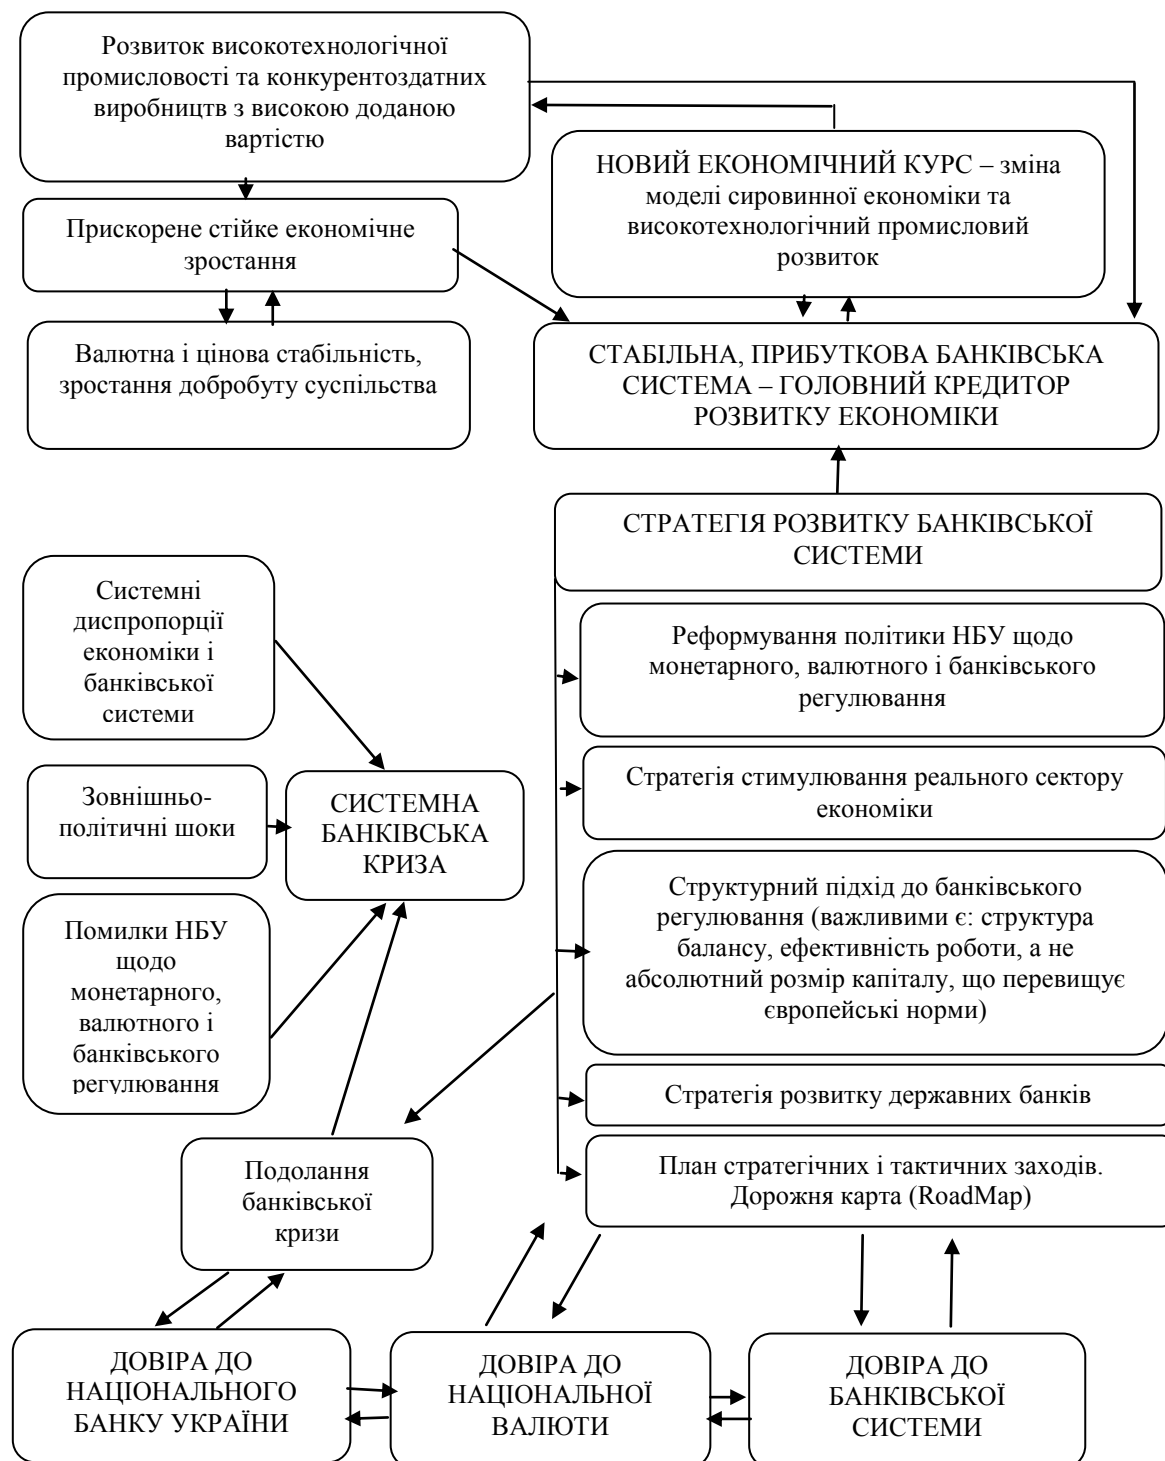 Розвиток високотехнологічної
промисловості та конкурентоздатних
виробництв з високою доданою
вартістю
НОВИЙ ЕКОНОМІЧНИЙ КУРС – зміна
моделі сировинної економіки та
високотехнологічний промисловий
розвиток
Прискорене стійке економічне
зростання
Валютна і цінова стабільність,
зростання добробуту суспільства
СТАБІЛЬНА, ПРИБУТКОВА БАНКІВСЬКА
СИСТЕМА – ГОЛОВНИЙ КРЕДИТОР
РОЗВИТКУ ЕКОНОМІКИ
СТРАТЕГІЯ РОЗВИТКУ БАНКІВСЬКОЇ
СИСТЕМИ
Системні
диспропорції
економіки і
банківської
системи
Реформування політики НБУ щодо
монетарного, валютного і банківського
регулювання
Зовнішньо-
політичні шоки
СИСТЕМНА
БАНКІВСЬКА
КРИЗА
Стратегія стимулювання реального сектору
економіки
Помилки НБУ
щодо
монетарного,
валютного і
банківського
регулювання
Структурний підхід до банківського
регулювання (важливими є: структура
балансу, ефективність роботи, а не
абсолютний розмір капіталу, що перевищує
європейські норми)
Стратегія розвитку державних банків
Подолання
банківської
кризи
План стратегічних і тактичних заходів.
Дорожня карта (RoadMap)
ДОВІРА ДО
НАЦІОНАЛЬНОГО
БАНКУ УКРАЇНИ
ДОВІРА ДО
НАЦІОНАЛЬНОЇ
ВАЛЮТИ
ДОВІРА ДО
БАНКІВСЬКОЇ
СИСТЕМИ